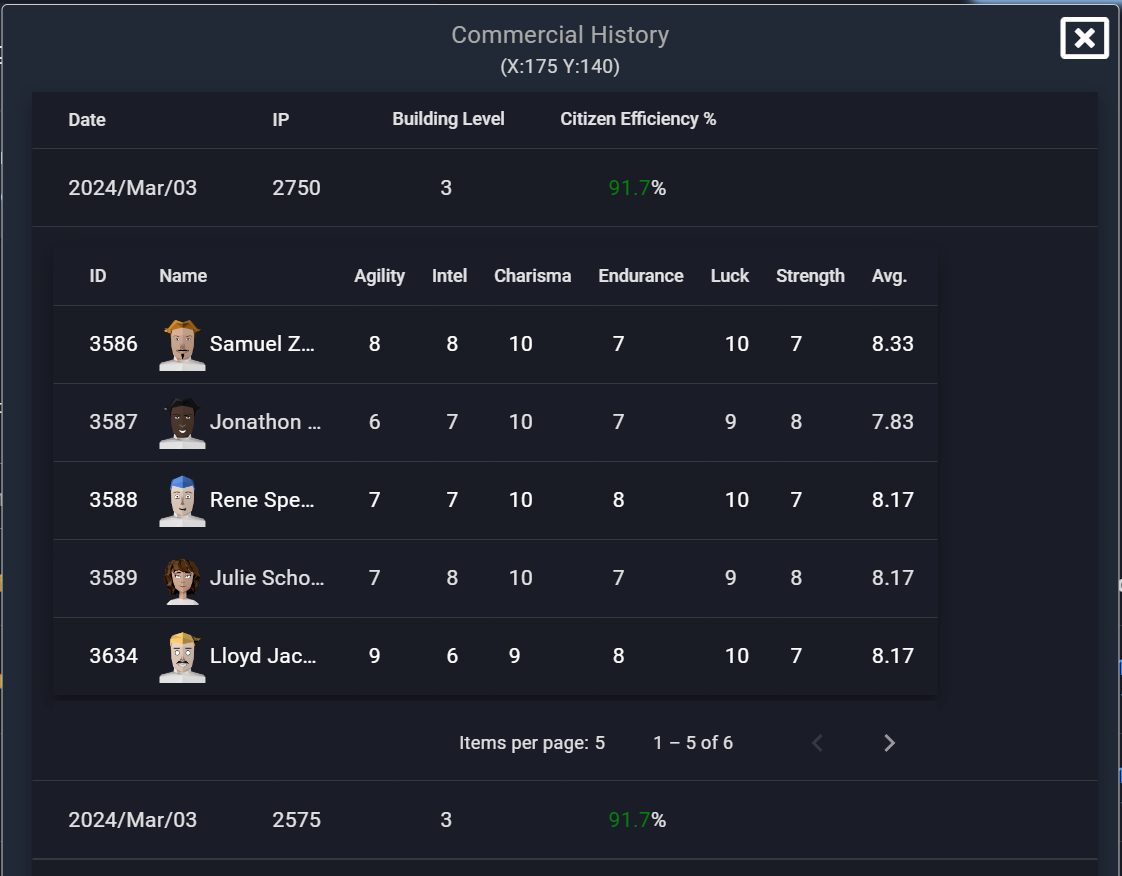 Commercial History
(X:175 Y:140)
Date IP Building Level Citizen Efficiency %
2024/Mar/03 2750 3 91.7%
ID Name Agility Intel Charisma Endurance Luck Strength Avg.
3586 Samuel Z... 8 8 10 7 10 7 8.33
3587 Jonathon ... 6 7 10 7 9 8 7.83
3588 Rene Spe... 7 7 10 8 10 7 8.17
3589 Julie Scho... 7 8 10 7 9 8 8.17
3634 Lloyd Jac... 9 6 9 8 10 7 8.17
Items per page: 5 1 – 5 of 6
2024/Mar/03 2575 3 91.7%